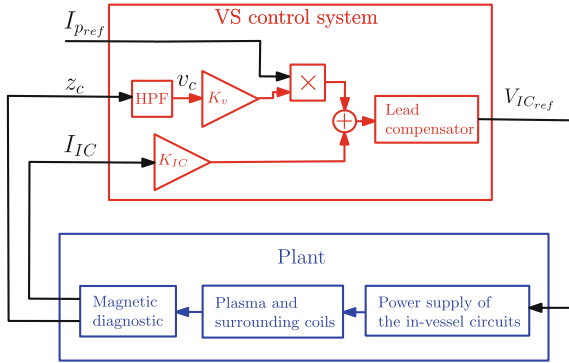 VS control system
I_{p_{ref}}
z_c
HPF
v_c
K_v
×
I_{IC}
K_{IC}
+
Lead
compensator
V_{IC_{ref}}
Plant
Magnetic
diagnostic
Plasma and
surrounding coils
Power supply of
the in-vessel circuits